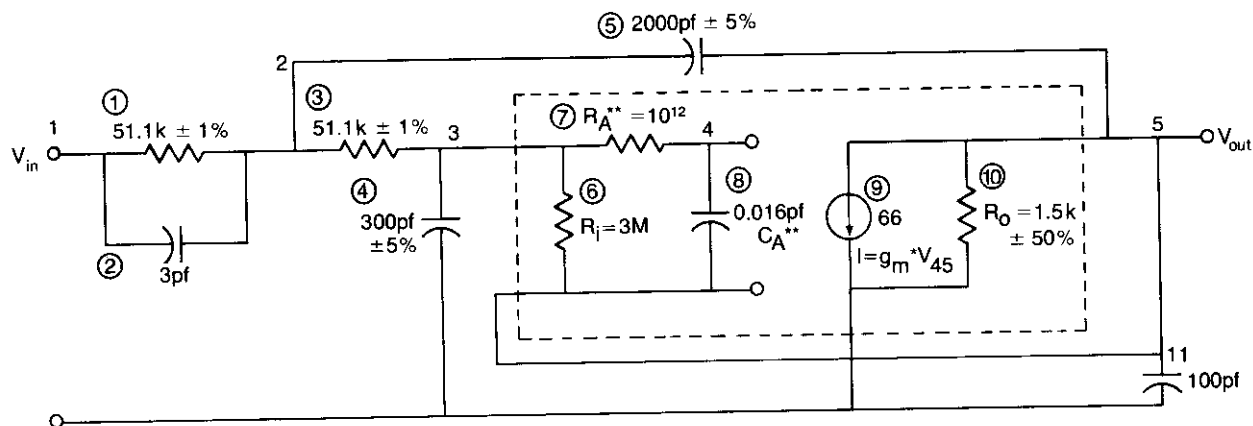 ⑤ 2000pf ± 5%
2
①
51.1k ± 1%
③
51.1k ± 1%
⑦ R_A** = 10¹²
1
V_in
3
4
5
V_out
④
300pf
±5%
⑥
R_i=3M
⑧
0.016pf
C_A**
⑨
66
I=g_m*V_45
⑩
R_o = 1.5k
± 50%
②
3pf
11
100pf